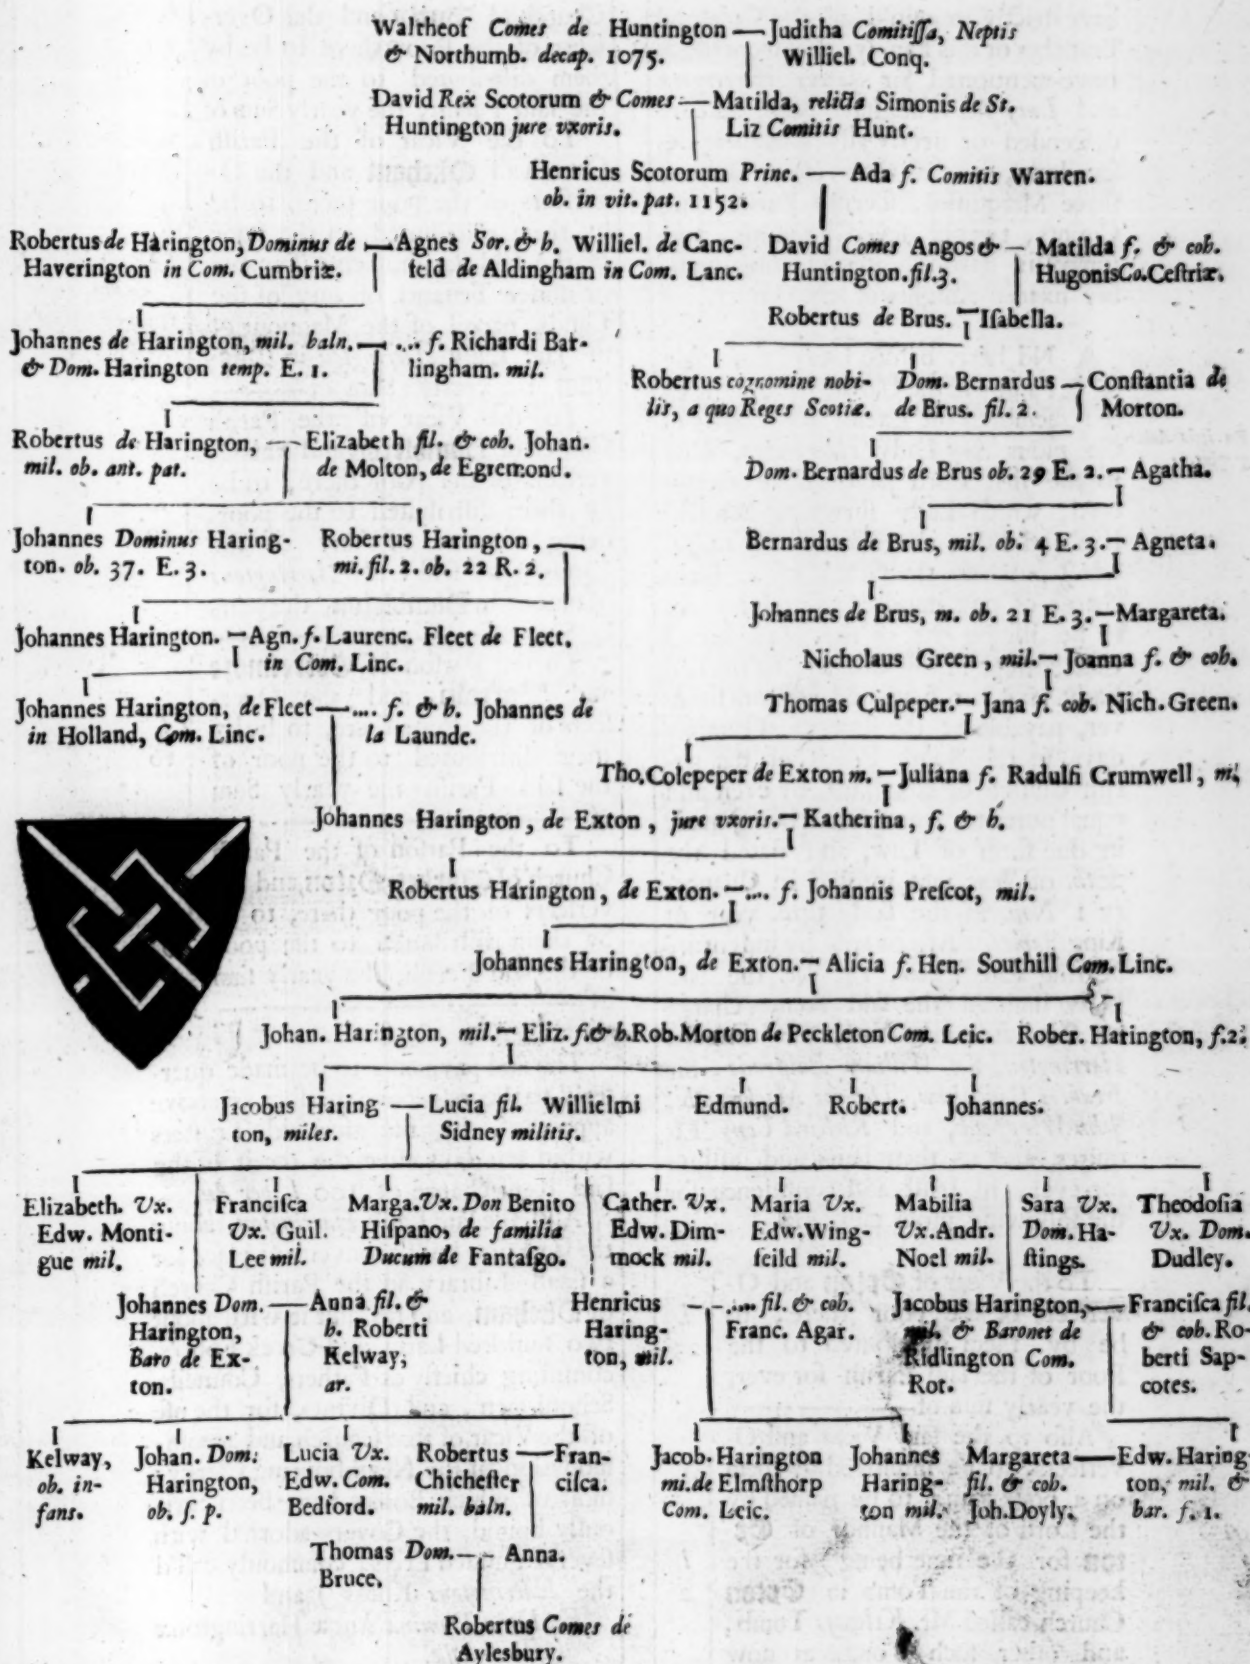 Waltheof Comes de Huntington — Juditha Comitiſſa, Neptis
& Northumb. decap. 1075. Williel. Conq.
David Rex Scotorum & Comes — Matilda, relicta Simonis de St.
Huntington jure vxoris. Liz Comitis Hunt.
Henricus Scotorum Princ. — Ada f. Comitis Warren.
ob. in vit. pat. 1152.
Robertus de Harington, Dominus de — Agnes Sor. & h. Williel. de Canc-
Haverington in Com. Cumbriæ. feld de Aldingham in Com. Lanc.
David Comes Angos & — Matilda f. & coh.
Huntington. fil. 3. Hugonis Co. Ceſtriæ.
Robertus de Brus. — Iſabella.
Johannes de Harington, mil. baln. — .... f. Richardi Bar-
& Dom. Harington temp. E. 1. lingham. mil.
Robertus cognomine nobi- Dom. Bernardus — Conſtantia de
lis, a quo Reges Scotiæ. de Brus. fil. 2. Morton.
Robertus de Harington, — Elizabeth fil. & coh. Johan.
mil. ob. ant. pat. de Molton, de Egremond.
Dom. Bernardus de Brus ob. 29 E. 2. — Agatha.
Johannes Dominus Haring- Robertus Harington, —
ton. ob. 37. E. 3. mi. fil. 2. ob. 22 R. 2.
Bernardus de Brus, mil. ob. 4 E. 3. — Agneta.
Johannes de Brus, m. ob. 21 E. 3. — Margareta.
Johannes Harington. — Agn. f. Laurenc. Fleet de Fleet.
in Com. Linc.
Nicholaus Green, mil. — Joanna f. & coh.
Johannes Harington, de Fleet — .... f. & h. Johannes de
in Holland, Com. Linc. la Launde.
Thomas Culpeper. — Jana f. coh. Nich. Green.
Tho. Colepeper de Exton m. — Juliana f. Radulfi Crumwell, mi.
Johannes Harington, de Exton, jure vxoris. — Katherina, f. & h.
Robertus Harington, de Exton. — .... f. Johannis Preſcot, mil.
Johannes Harington, de Exton. — Alicia f. Hen. Southill Com. Linc.
Johan. Harington, mil. — Eliz. f. & h. Rob. Morton de Peckleton Com. Leic. Rober. Harington, f. 2.
Jacobus Haring — Lucia fil. Willielmi Edmund. Robert. Johannes.
ton, miles. Sidney militis.
Elizabeth. Ux. Franciſca Marga. Ux. Don Benito Cather. Ux. Maria Ux. Mabilia Sara Ux. Theodoſia
Edw. Monti- Ux. Guil. Hiſpano, de familia Edw. Dim- Edw. Wing- Ux. Andr. Dom. Ha- Ux. Dom.
gue mil. Lee mil. Ducum de Fantaſgo. mock mil. feild mil. Noel mil. ſtings. Dudley.
Johannes Dom. — Anna fil. & Henricus — .... fil. & coh. Jacobus Harington, — Franciſca fil.
Harington, h. Roberti Haring- Franc. Agar. mil. & Baronet de & coh. Ro-
Baro de Ex- Kelway, ton, mil. Ridlington Com. berti Sap-
ton. ar. Rot. cotes.
Kelway, Johan. Dom. Lucia Ux. Robertus — Fran- Jacob. Harington Johannes Margareta — Edw. Haring-
ob. in- Harington, Edw. Com. Chicheſter ciſca. mi. de Elmſthorp Haring- fil. & coh. ton, mil. &
fans. ob. ſ. p. Bedford. mil. baln. Com. Leic. ton mil. Joh. Doyly. bar. f. 1.
Thomas Dom. — Anna.
Bruce.
Robertus Comes de
Aylesbury.